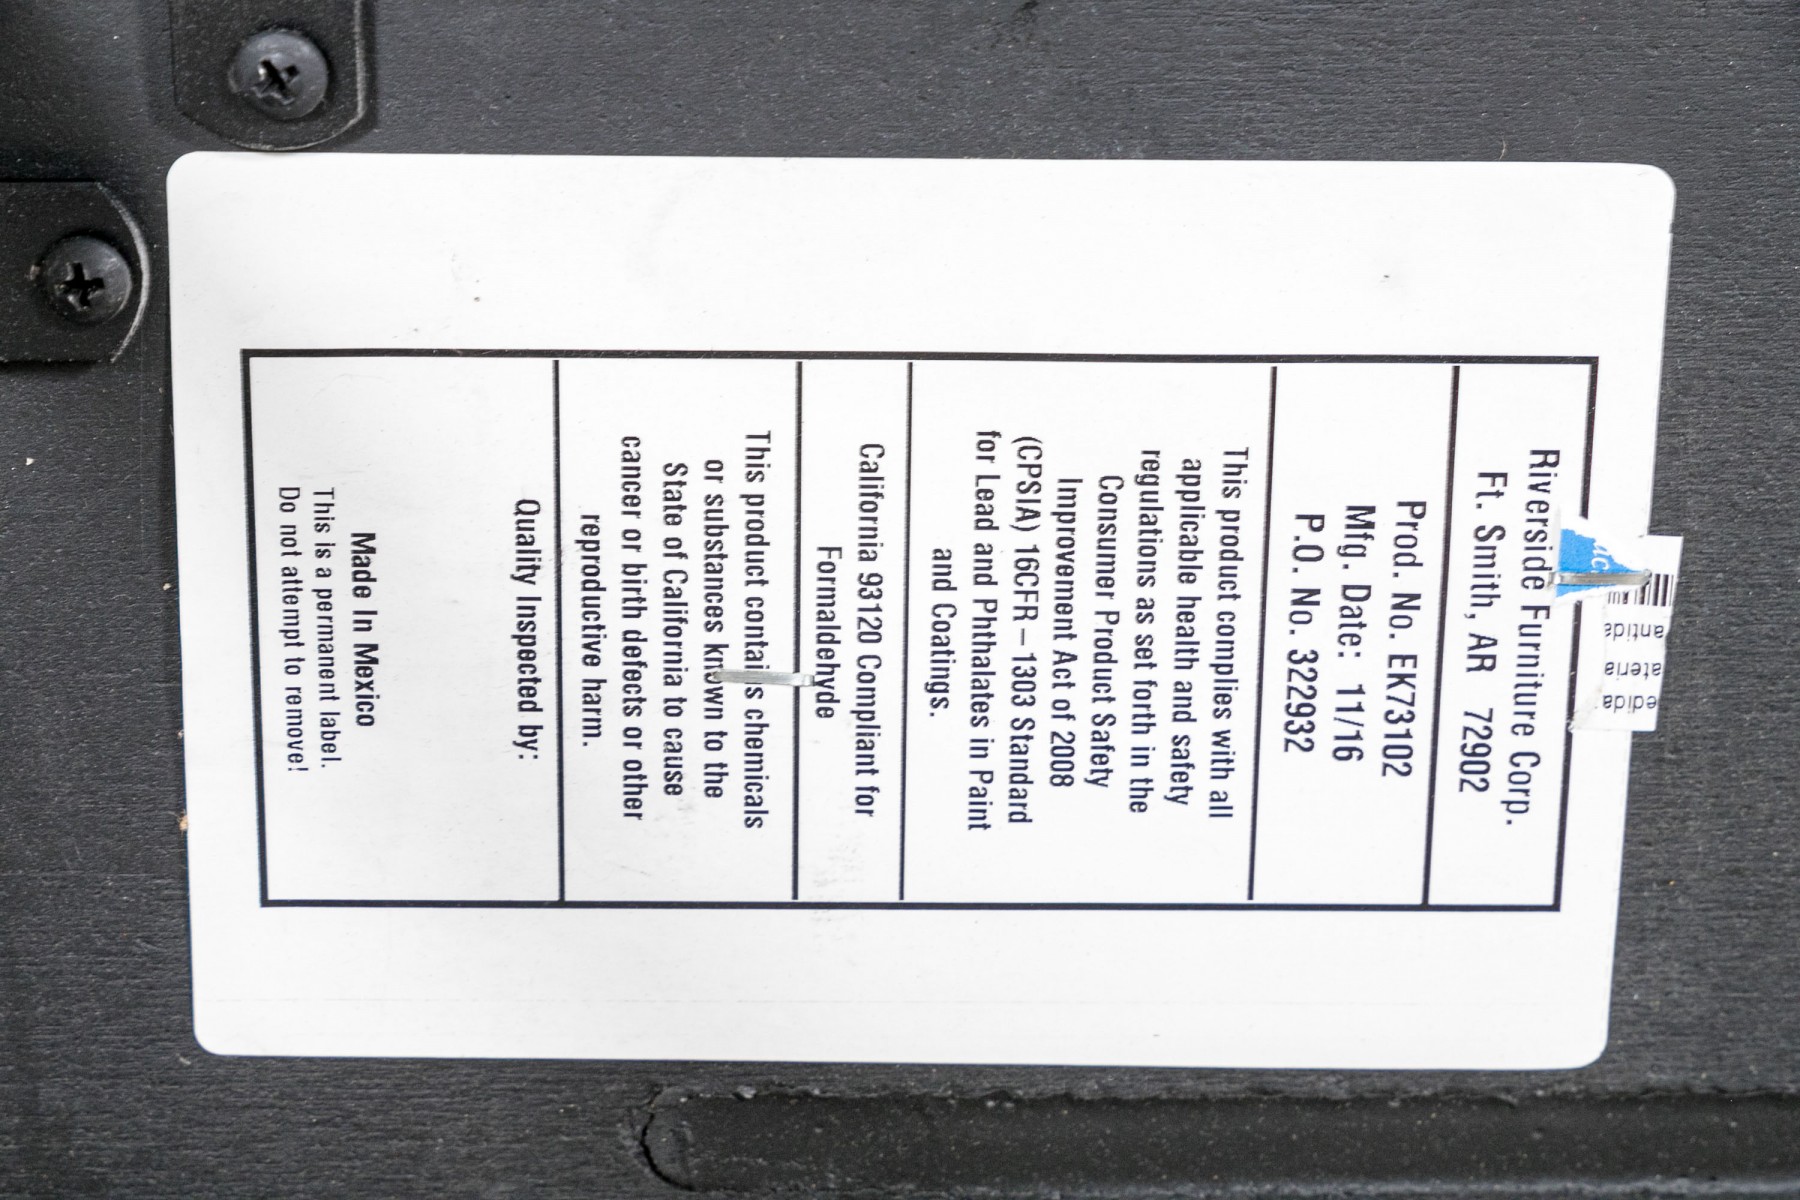 Riverside Furniture Corp.
Ft. Smith, AR 72902
Prod. No. EK73102
Mfg. Date: 11/16
P.O. No. 322932
This product complies with all
applicable health and safety
regulations as set forth in the
Consumer Product Safety
Improvement Act of 2008
(CPSIA) 16CFR – 1303 Standard
for Lead and Phthalates in Paint
and Coatings.
California 93120 Compliant for
Formaldehyde
This product contains chemicals
or substances known to the
State of California to cause
cancer or birth defects or other
reproductive harm.
Quality Inspected by:
Made In Mexico
This is a permanent label.
Do not attempt to remove!